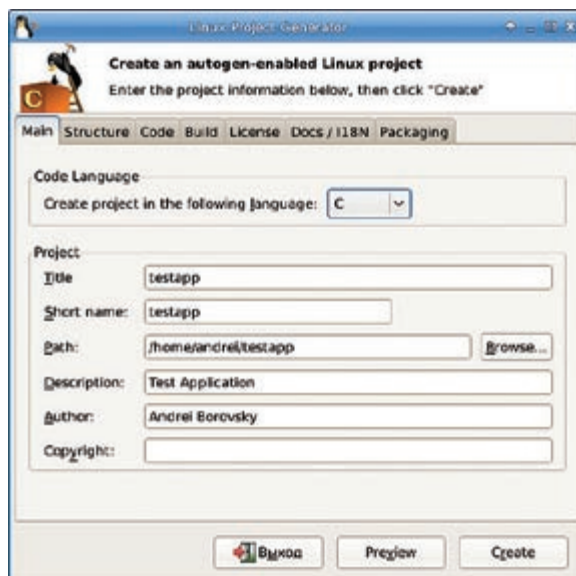 Linux Project Generator
Create an autogen-enabled Linux project
Enter the project information below, then click "Create"
C
Main Structure Code Build License Docs / I18N Packaging
Code Language
Create project in the following language: C
Project
Title testapp
Short name: testapp
Path: /home/andrei/testapp Browse...
Description: Test Application
Author: Andrei Borovsky
Copyright:
Выход Preview Create